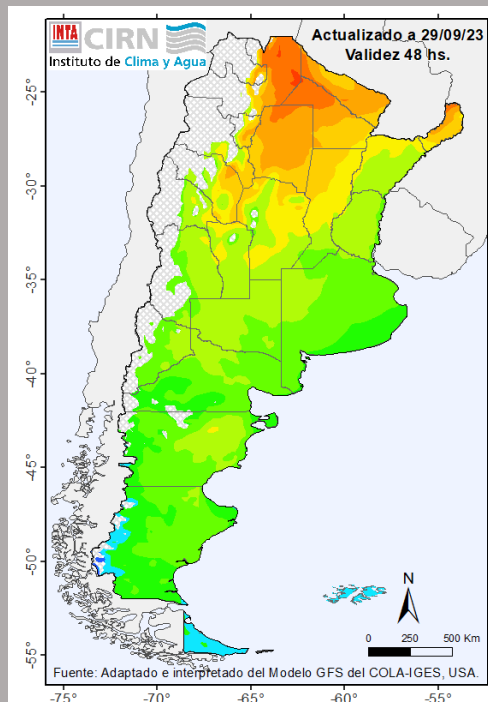 INTA CIRN
Instituto de Clima y Agua
Actualizado a 29/09/23
Validez 48 hs.
-25°
-30°
-35°
-40°
-45°
-50°
-55°
N
0 250 500 Km
Fuente: Adaptado e interpretado del Modelo GFS del COLA-IGES, USA.
-75° -70° -65° -60° -55°